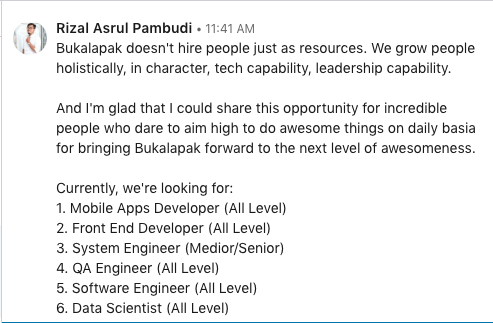 Rizal Asrul Pambudi • 11:41 AM
Bukalapak doesn't hire people just as resources. We grow people
holistically, in character, tech capability, leadership capability.
And I'm glad that I could share this opportunity for incredible
people who dare to aim high to do awesome things on daily basia
for bringing Bukalapak forward to the next level of awesomeness.
Currently, we're looking for:
1. Mobile Apps Developer (All Level)
2. Front End Developer (All Level)
3. System Engineer (Medior/Senior)
4. QA Engineer (All Level)
5. Software Engineer (All Level)
6. Data Scientist (All Level)